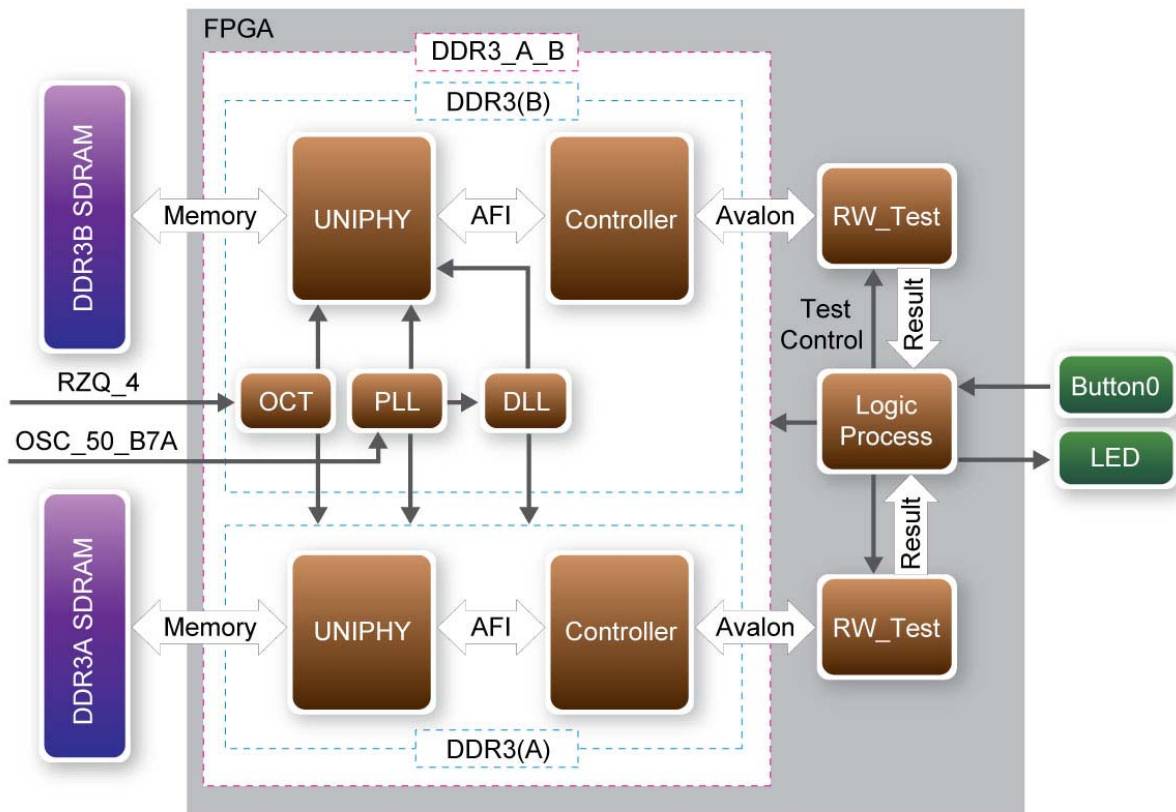 FPGA
DDR3_A_B
DDR3(B)
DDR3B SDRAM
Memory
UNIPHY
AFI
Controller
Avalon
RW_Test
Test
Control
Result
RZQ_4
OCT
PLL
DLL
Logic
Process
Button0
OSC_50_B7A
LED
DDR3A SDRAM
Memory
UNIPHY
AFI
Controller
Avalon
Result
RW_Test
DDR3(A)